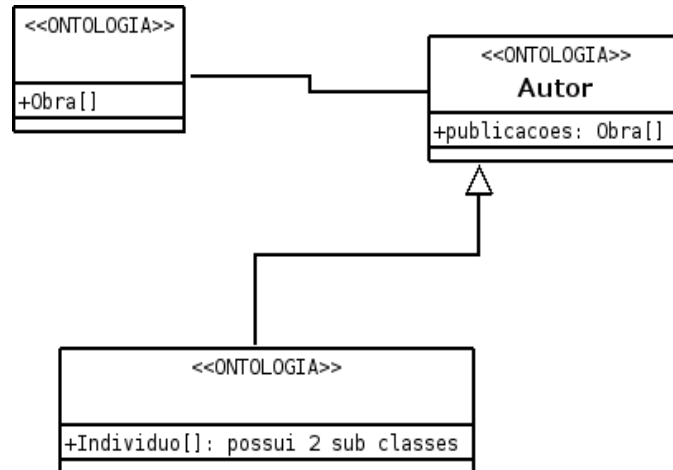 <<ONTOLOGIA>>
+Obra[]
<<ONTOLOGIA>>
Autor
+publicacoes: Obra[]
<<ONTOLOGIA>>
+Individuo[]: possui 2 sub classes